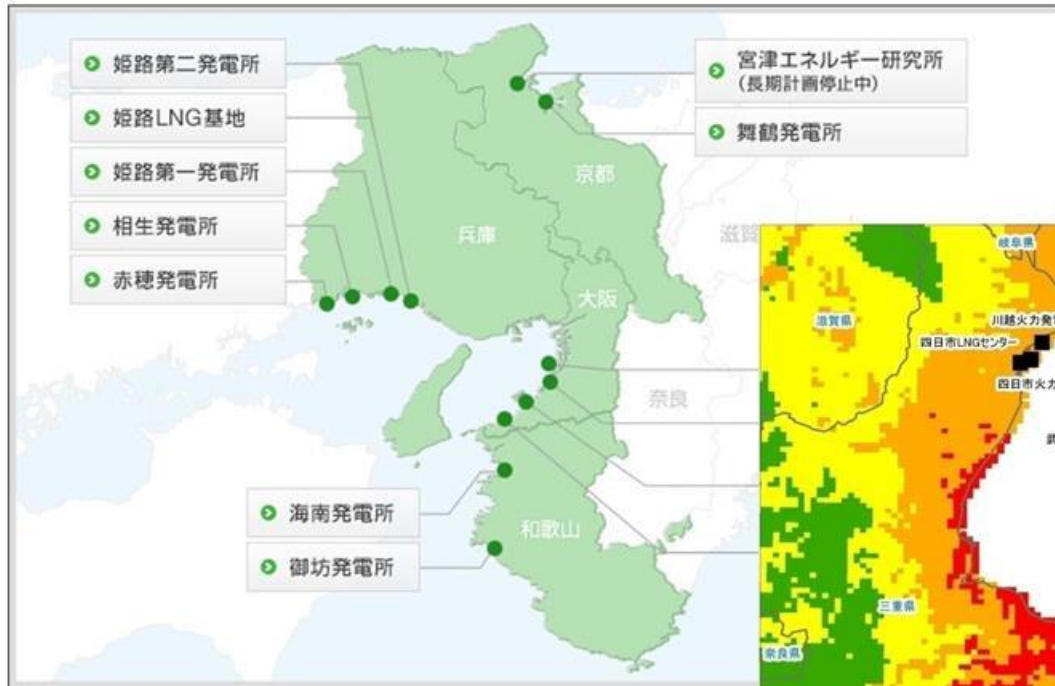 姫路第二発電所
姫路LNG基地
姫路第一発電所
相生発電所
赤穂発電所
宮津エネルギー研究所
(長期計画停止中)
舞鶴発電所
京都
兵庫
滋賀
大阪
奈良
和歌山
海南発電所
御坊発電所
岐阜県
滋賀県
川越火力発電
四日市LNGセンター
四日市火力
武
三重県
奈良県